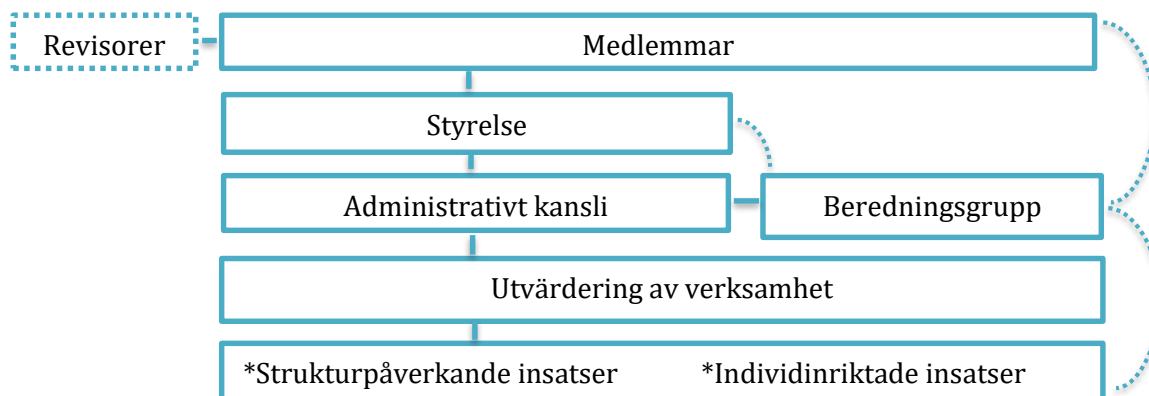 Revisorer
Medlemmar
Styrelse
Administrativt kansli
Beredningsgrupp
Utvärdering av verksamhet
*Strukturpåverkande insatser *Individinriktade insatser